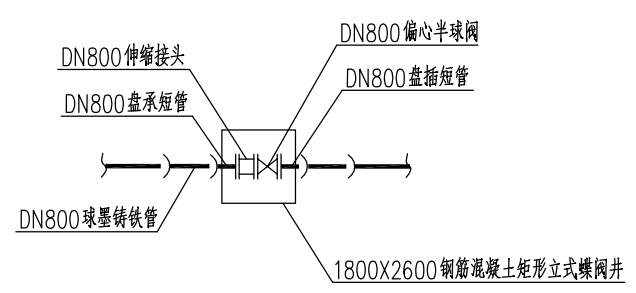 DN800偏心半球阀
DN800伸缩接头
DN800盘插短管
DN800盘承短管
DN800球墨铸铁管
1800X2600钢筋混凝土矩形立式蝶阀井